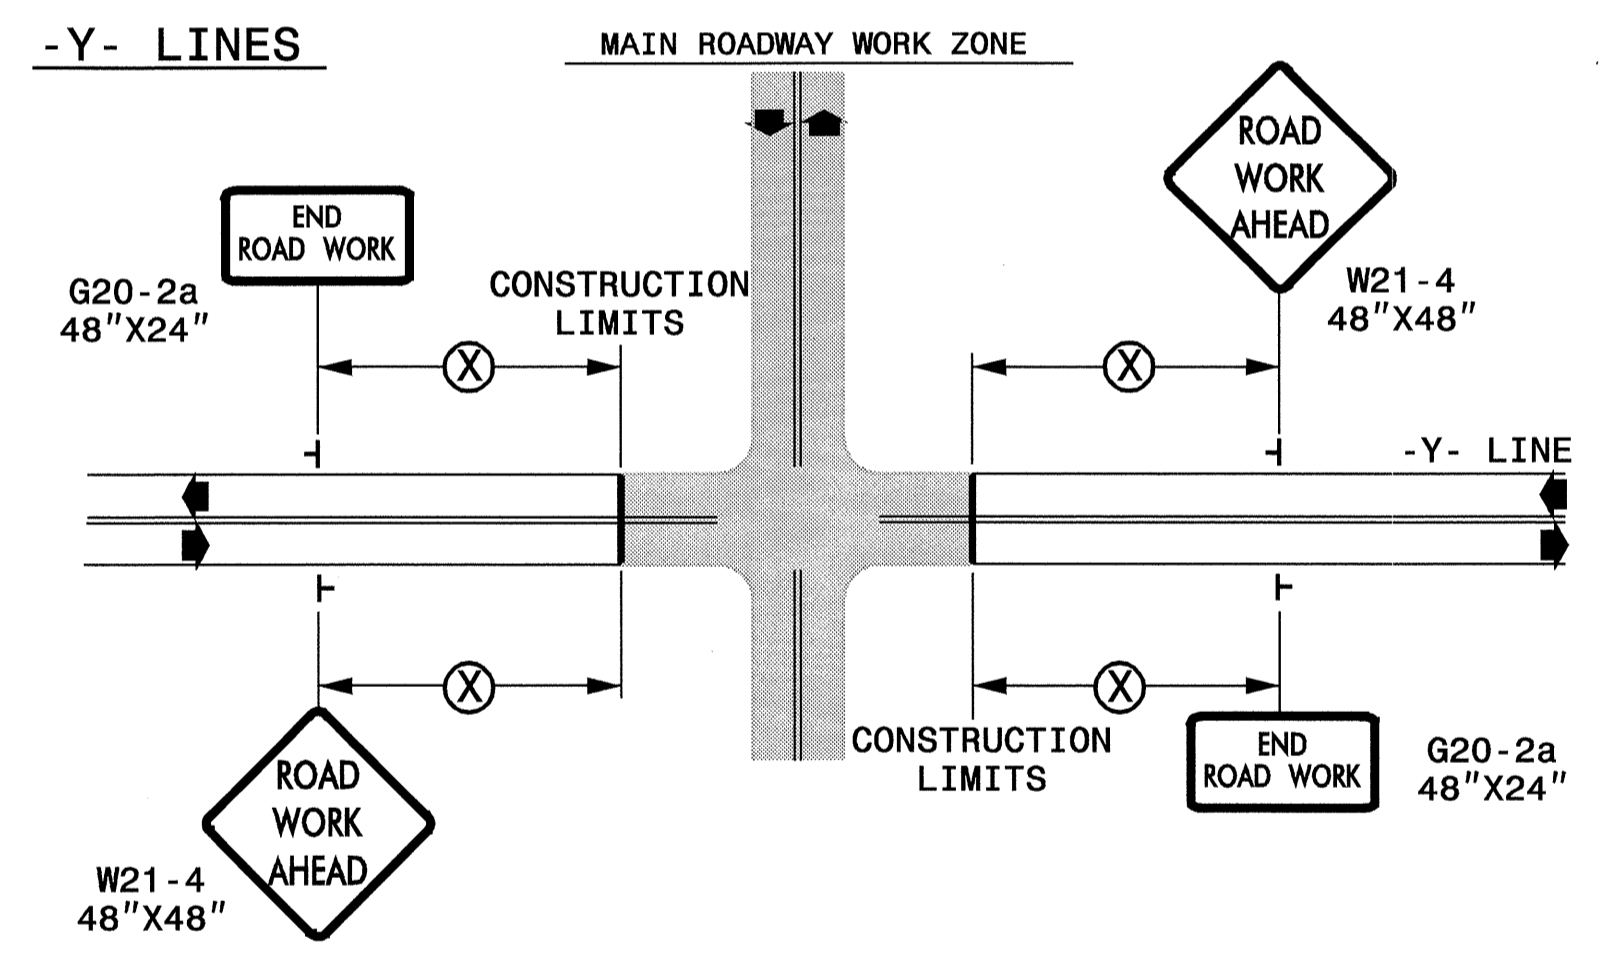 -Y- LINES
MAIN ROADWAY WORK ZONE
END
ROAD WORK
G20-2a
48"X24"
CONSTRUCTION
LIMITS
X
ROAD
WORK
AHEAD
W21-4
48"X48"
X
-Y- LINE
X
ROAD
WORK
AHEAD
W21-4
48"X48"
CONSTRUCTION
LIMITS
X
END
ROAD WORK
G20-2a
48"X24"